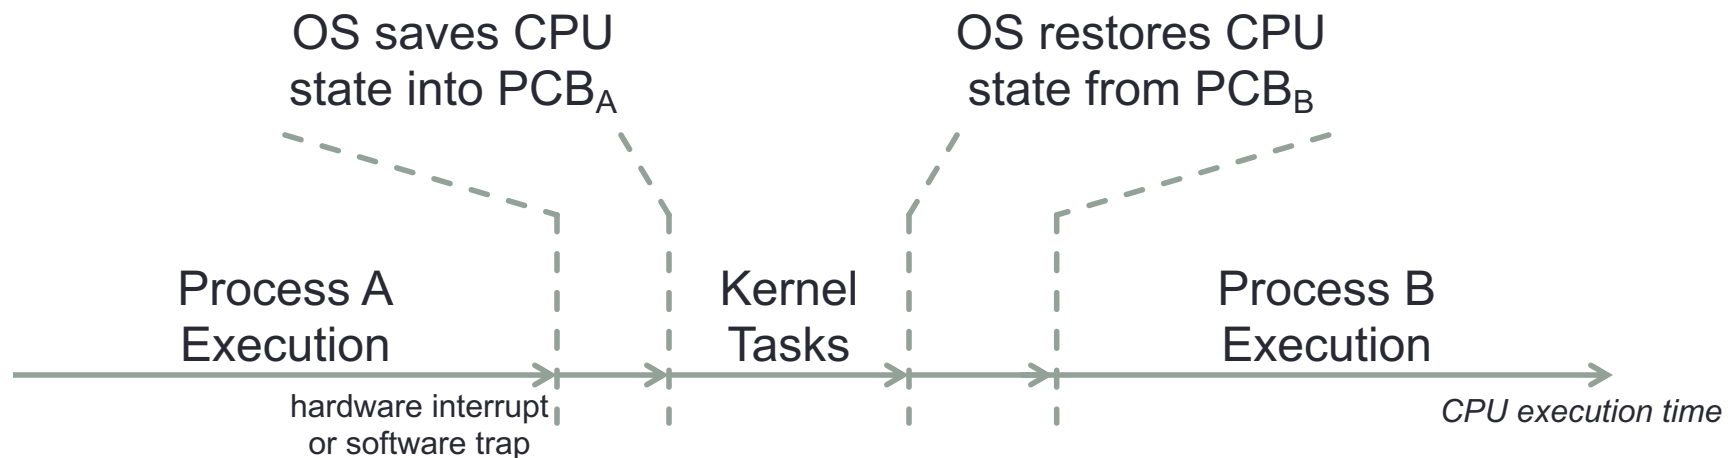 OS saves CPU
state into PCB_A
OS restores CPU
state from PCB_B
Process A
Execution
Kernel
Tasks
Process B
Execution
hardware interrupt
or software trap
CPU execution time